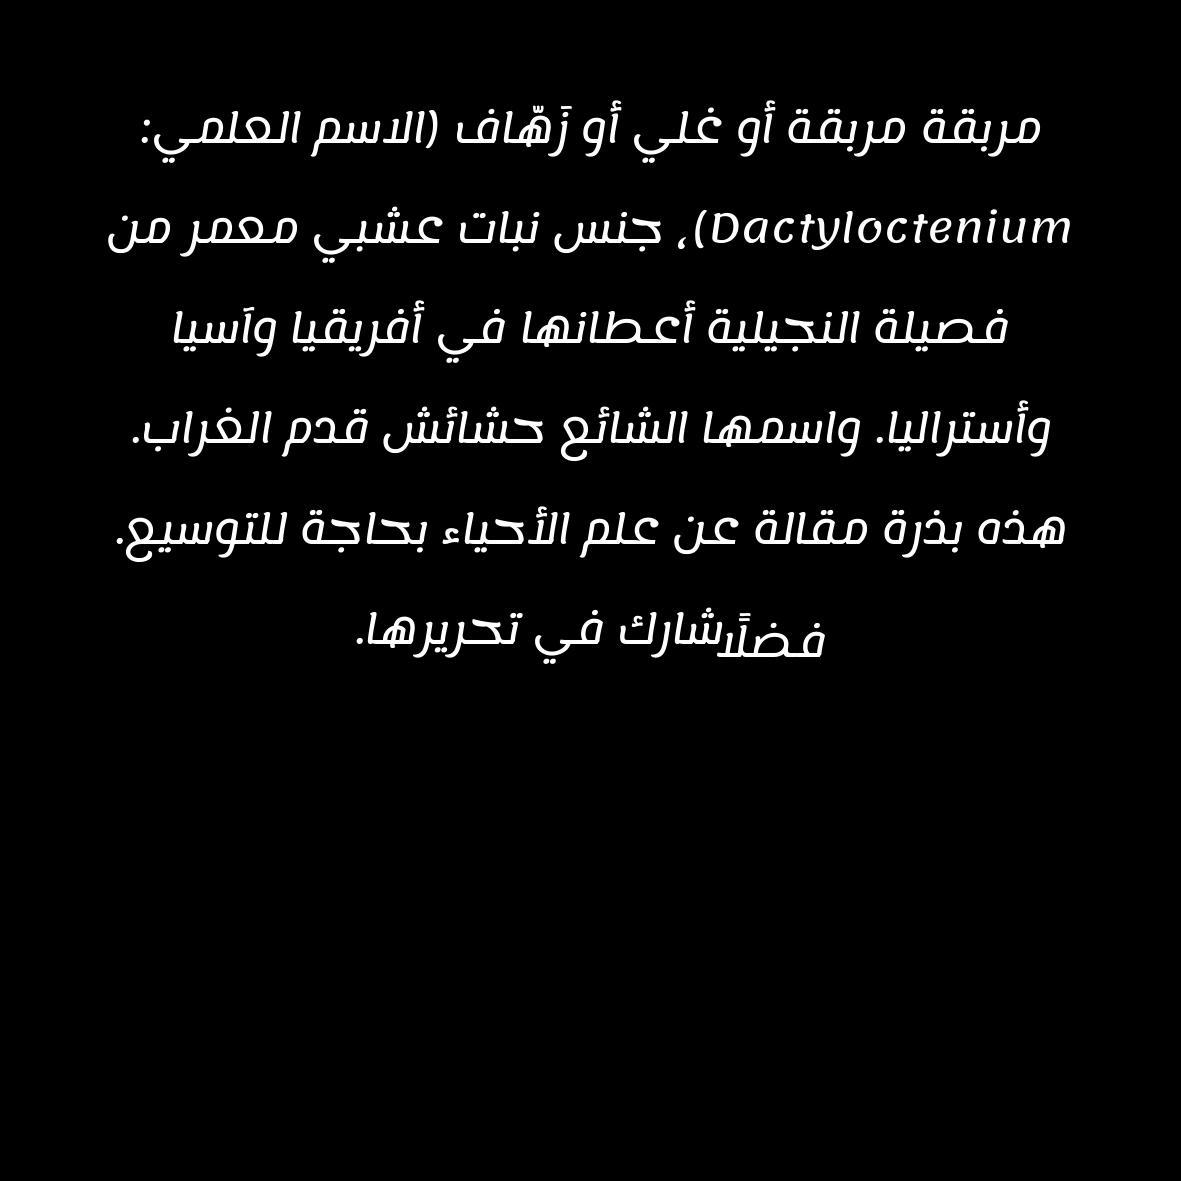 مربقة مربقة أو غلي أو زَهّاف (الاسم العلمي:
Dactyloctenium)، جنس نبات عشبي معمر من
فصيلة النجيلية أعطانها في أفريقيا وآسيا
وأستراليا. واسمها الشائع حشائش قدم الغراب.
هذه بذرة مقالة عن علم الأحياء بحاجة للتوسيع.
فضلًا شارك في تحريرها.